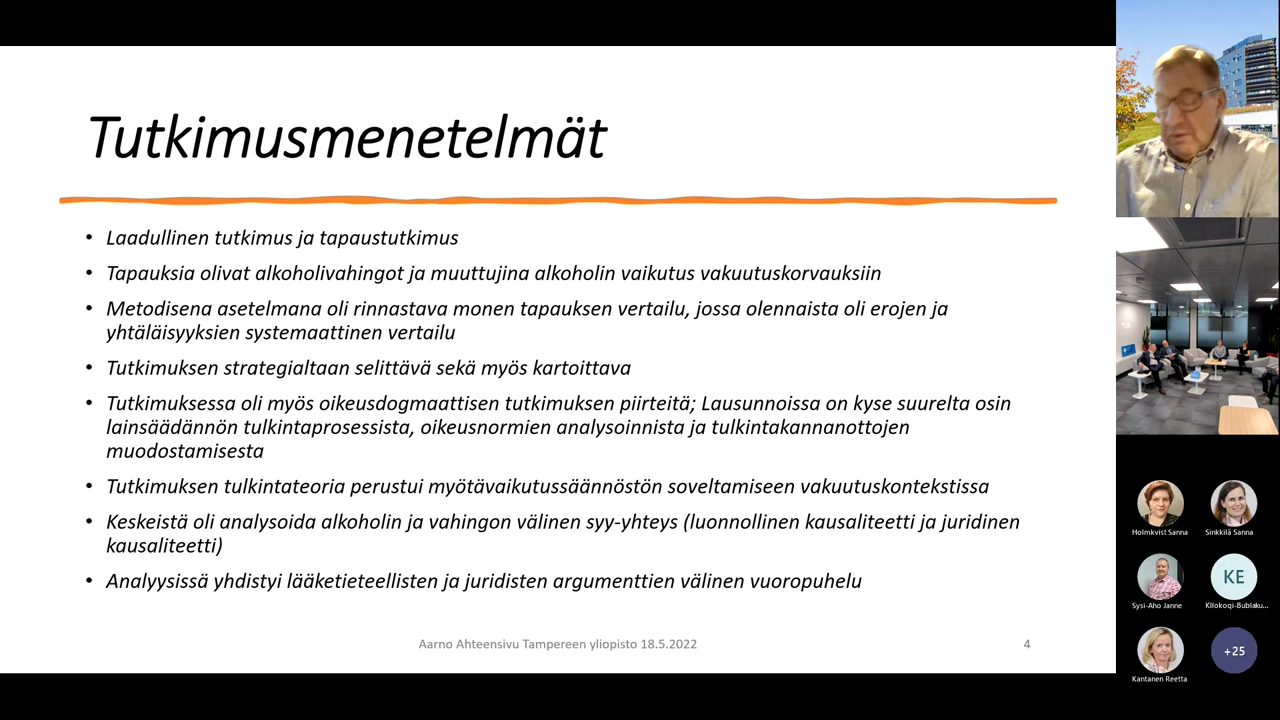 Tutkimusmenetelmät
• Laadullinen tutkimus ja tapaustutkimus
• Tapauksia olivat alkoholivahingot ja muuttujina alkoholin vaikutus vakuutuskorvauksiin
• Metodisena asetelmana oli rinnastava monen tapauksen vertailu, jossa olennaista oli erojen ja
yhtäläisyyksien systemaattinen vertailu
• Tutkimuksen strategialtaan selittävä sekä myös kartoittava
• Tutkimuksessa oli myös oikeusdogmaattisen tutkimuksen piirteitä; Lausunnoissa on kyse suurelta osin
lainsäädännön tulkintaprosessista, oikeusnormien analysoinnista ja tulkintakannanottojen
muodostamisesta
• Tutkimuksen tulkintateoria perustui myötävaikutussäännöstön soveltamiseen vakuutuskontekstissa
• Keskeistä oli analysoida alkoholin ja vahingon välinen syy-yhteys (luonnollinen kausaliteetti ja juridinen
kausaliteetti)
• Analyysissä yhdistyi lääketieteellisten ja juridisten argumenttien välinen vuoropuhelu
Aarno Ahteensivu Tampereen yliopisto 18.5.2022
4
Holmkvist Sanna
Sinkkilä Sanna
Sysi-Aho Janne
KE
Kllokoqi-Bublaku...
Kantanen Reetta
+25